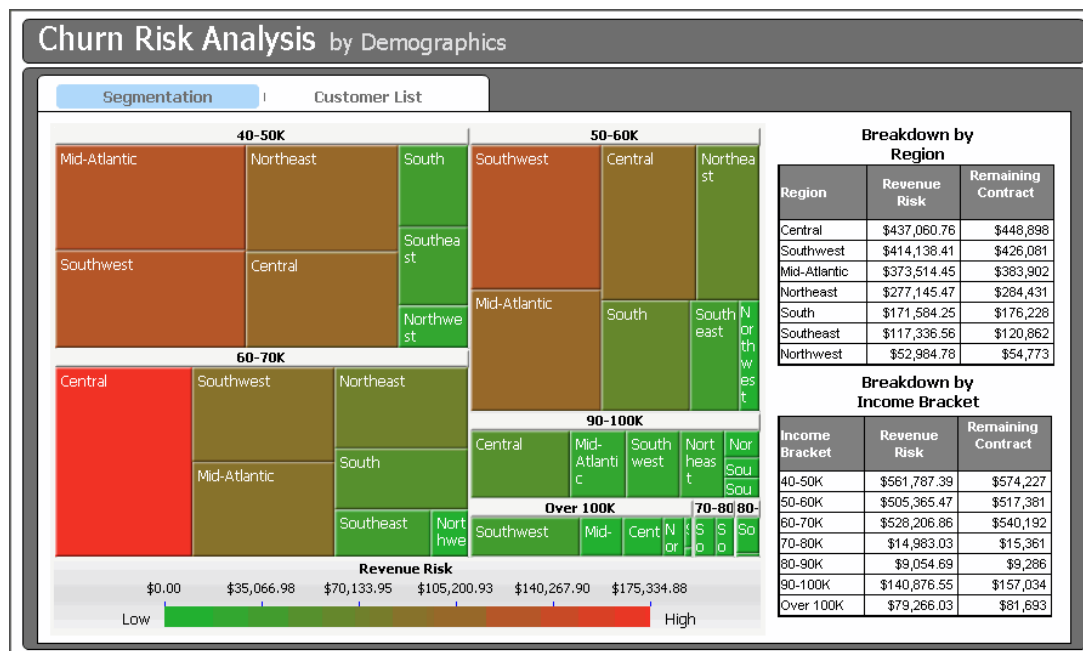 Churn Risk Analysis by Demographics
Segmentation
Customer List
40-50K
Mid-Atlantic
Northeast
South
Southwest
Central
Southea
st
Northwe
st
50-60K
Southwest
Central
Northea
st
Mid-Atlantic
South
South
east
N
or
th
w
es
t
60-70K
Central
Southwest
Northeast
Mid-Atlantic
South
Southeast
Nort
hwe
90-100K
Central
Mid-
Atlanti
c
South
west
Nort
heas
t
Nor
Sou
Sou
Over 100K
Southwest
Mid-
Cent
N
or
S
70-80
S
o
S
o
80-
So
Revenue Risk
$0.00 $35,066.98 $70,133.95 $105,200.93 $140,267.90 $175,334.88
Low High
Breakdown by
Region
Region Revenue Risk Remaining Contract
Central $437,060.76 $448,898
Southwest $414,138.41 $426,081
Mid-Atlantic $373,514.45 $383,902
Northeast $277,145.47 $284,431
South $171,584.25 $176,228
Southeast $117,336.56 $120,862
Northwest $52,984.78 $54,773
Breakdown by
Income Bracket
Income Bracket Revenue Risk Remaining Contract
40-50K $561,787.39 $574,227
50-60K $505,365.47 $517,381
60-70K $528,206.86 $540,192
70-80K $14,983.03 $15,361
80-90K $9,054.69 $9,286
90-100K $140,876.55 $157,034
Over 100K $79,266.03 $81,693